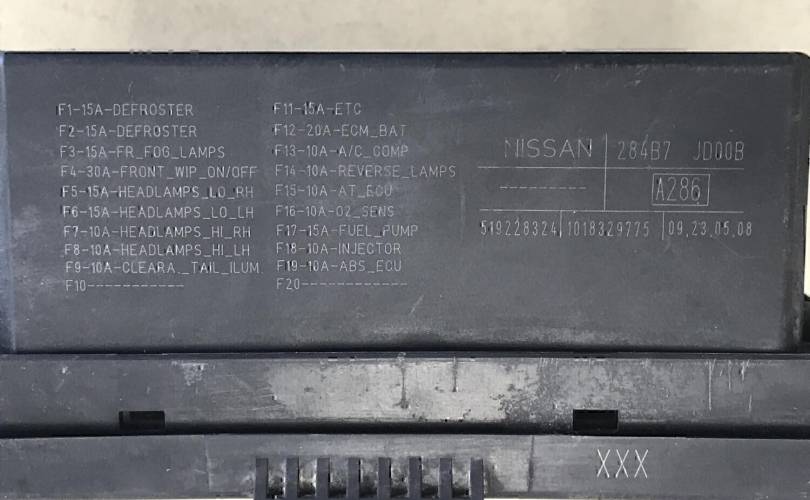 F1-15A-DEFROSTER
F2-15A-DEFROSTER
F3-15A-FR_FOG_LAMPS
F4-30A-FRONT_WIP_ON/OFF
F5-15A-HEADLAMPS_LO_RH
F6-15A-HEADLAMPS_LO_LH
F7-10A-HEADLAMPS_HI_RH
F8-10A-HEADLAMPS_HI_LH
F9-10A-CLEARA._TAIL_ILUM
F10-----------
F11-15A-ETC
F12-20A-ECM_BAT
F13-10A-A/C_COMP
F14-10A-REVERSE_LAMPS
F15-10A-AT_ECU
F16-10A-O2_SENS
F17-15A-FUEL_PUMP
F18-10A-INJECTOR
F19-10A-ABS_ECU
F20------------
NISSAN 284B7 JD00B
--------- A286
519228324 1018329775 09,23,05,08
XXX